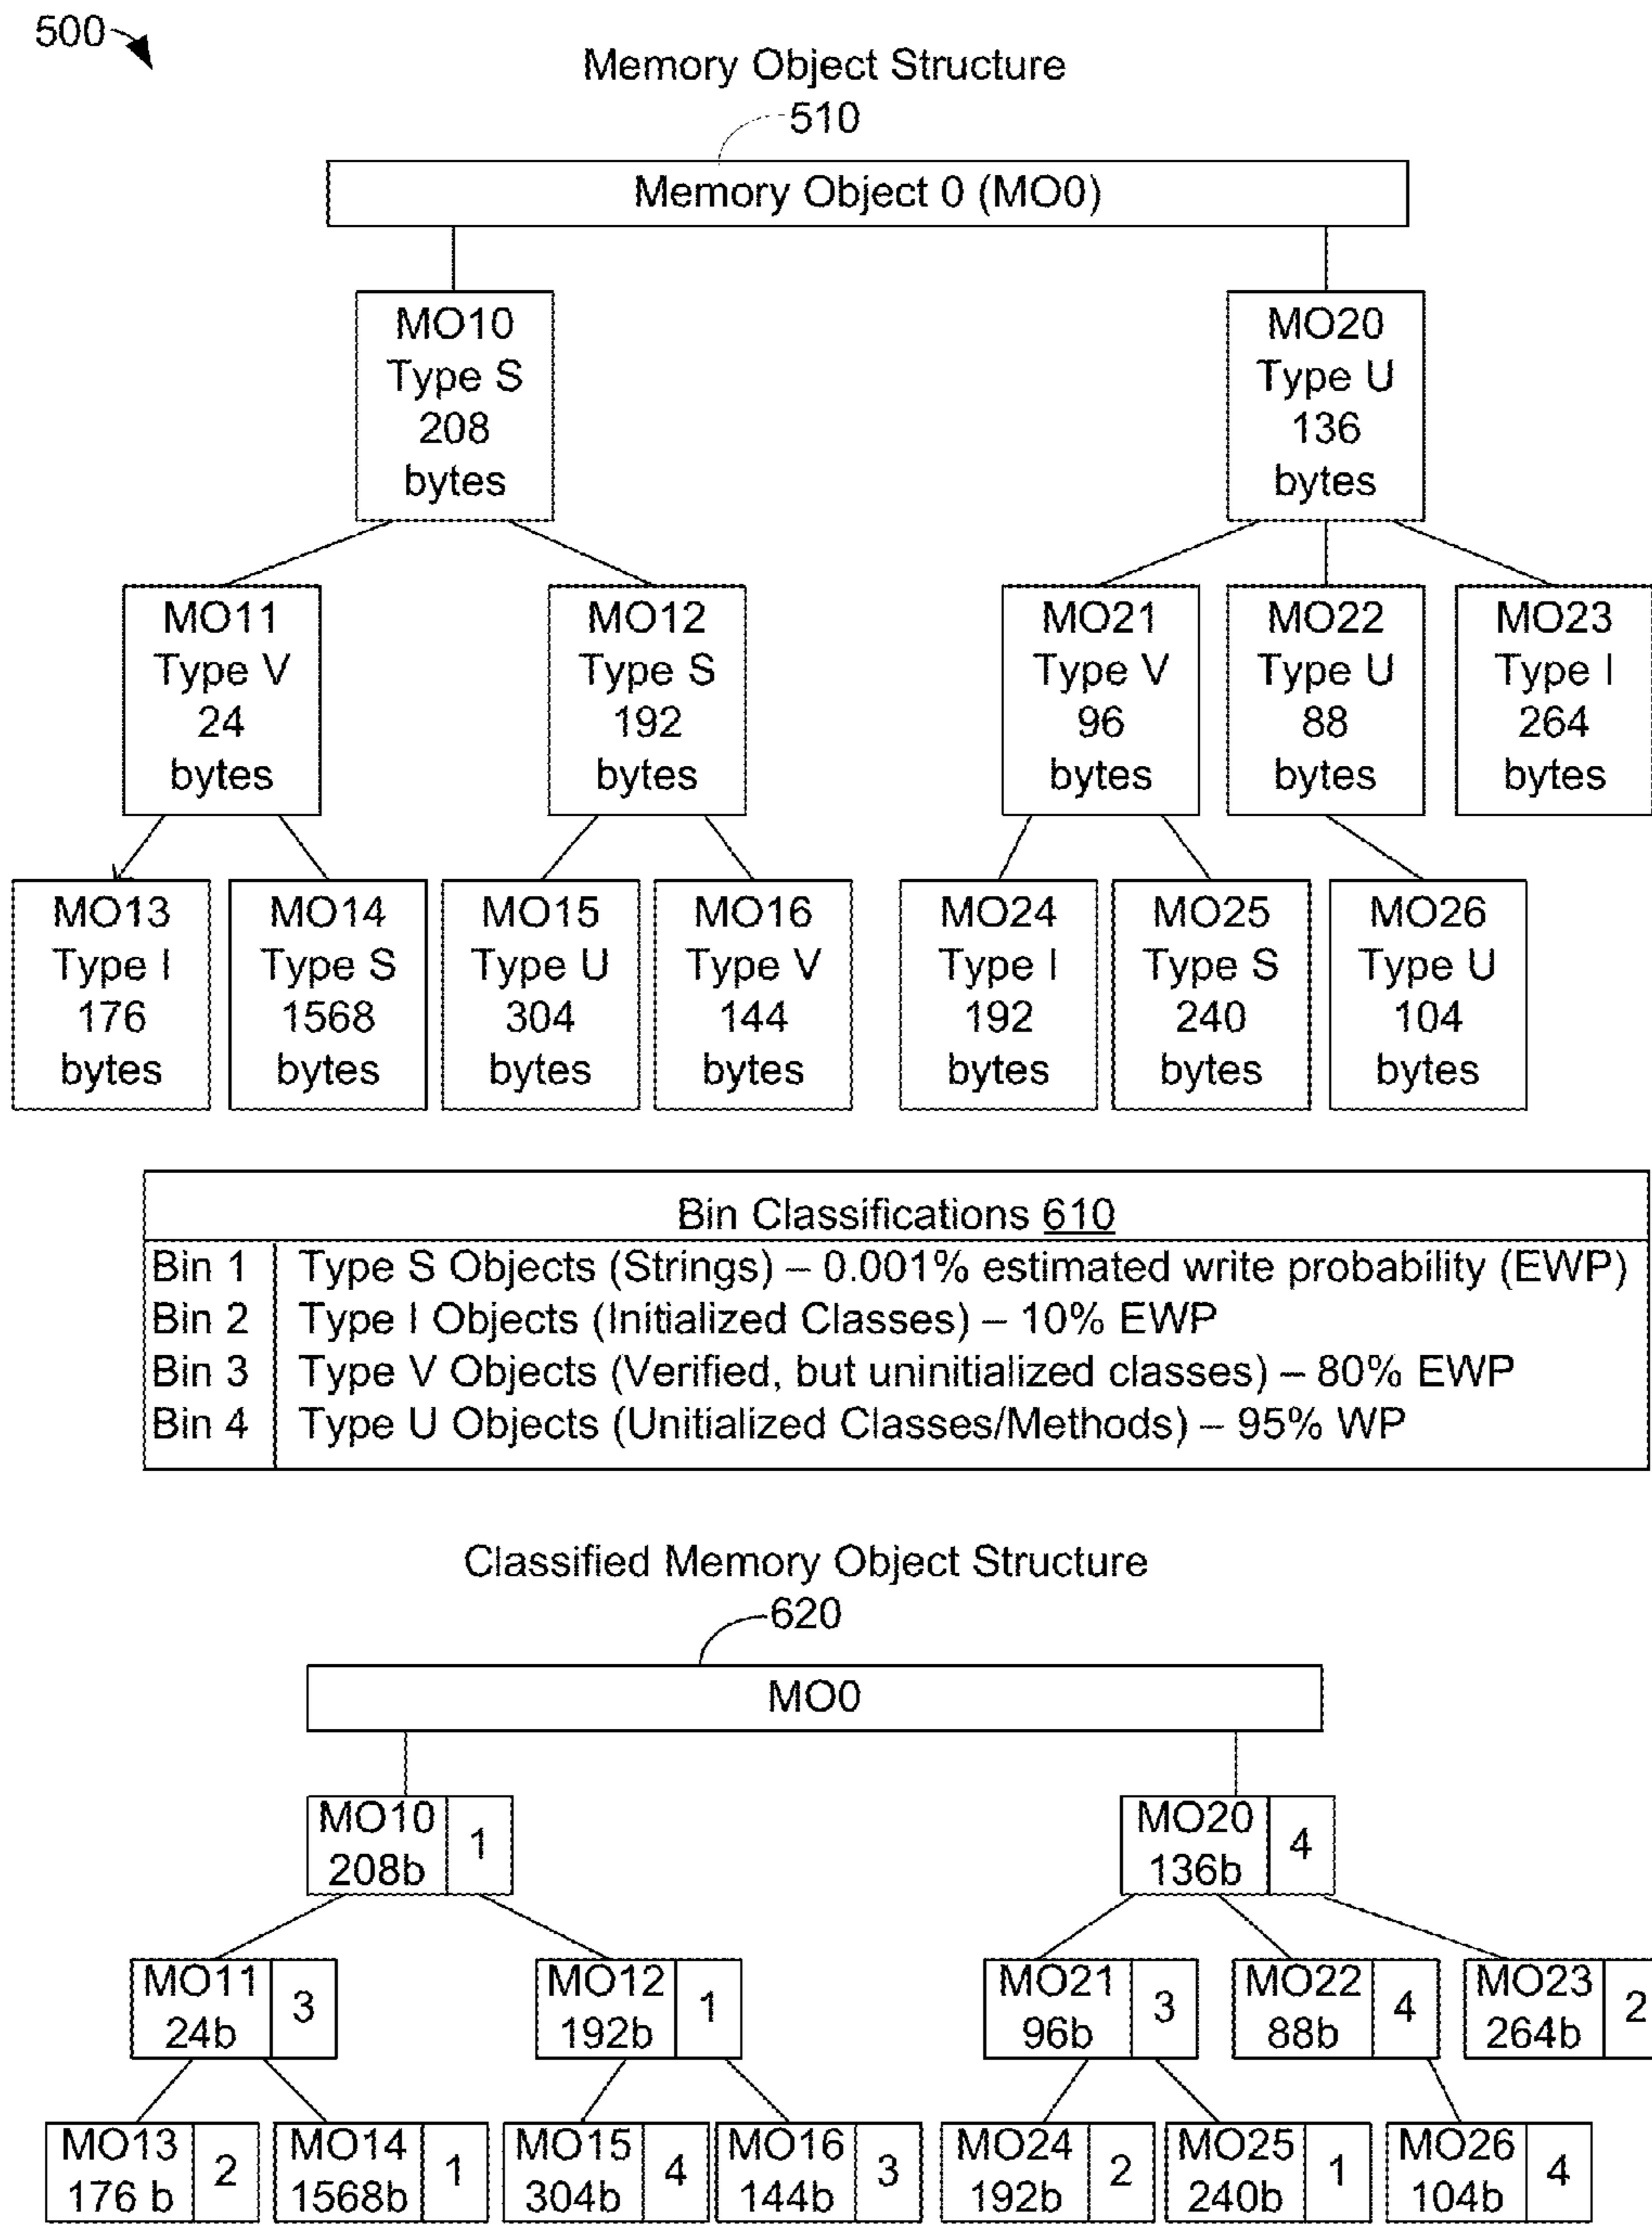 500
Memory Object Structure
510
Memory Object 0 (MO0)
MO10
Type S
208
bytes
MO20
Type U
136
bytes
MO11
Type V
24
bytes
MO12
Type S
192
bytes
MO21
Type V
96
bytes
MO22
Type U
88
bytes
MO23
Type I
264
bytes
MO13
Type I
176
bytes
MO14
Type S
1568
bytes
MO15
Type U
304
bytes
MO16
Type V
144
bytes
MO24
Type I
192
bytes
MO25
Type S
240
bytes
MO26
Type U
104
bytes
Bin Classifications 610
Bin 1 Type S Objects (Strings) – 0.001% estimated write probability (EWP)
Bin 2 Type I Objects (Initialized Classes) – 10% EWP
Bin 3 Type V Objects (Verified, but uninitialized classes) – 80% EWP
Bin 4 Type U Objects (Unitialized Classes/Methods) – 95% WP
Classified Memory Object Structure
620
MO0
MO10
208b
1
MO20
136b
4
MO11
24b
3
MO12
192b
1
MO21
96b
3
MO22
88b
4
MO23
264b
2
MO13
176 b
2
MO14
1568b
1
MO15
304b
4
MO16
144b
3
MO24
192b
2
MO25
240b
1
MO26
104b
4